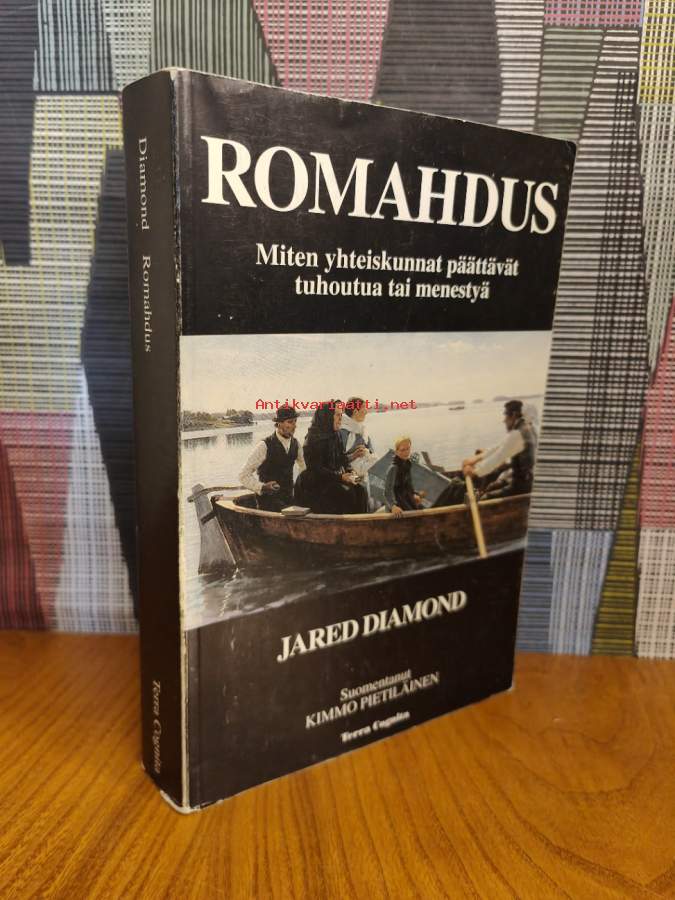 Diamond Romahdus Terra Cognita
ROMAHDUS
Miten yhteiskunnat päättävät
tuhoutua tai menestyä
Antikvariaatti.net
JARED DIAMOND
Suomentanut
KIMMO PIETILÄINEN
Terra Cognita